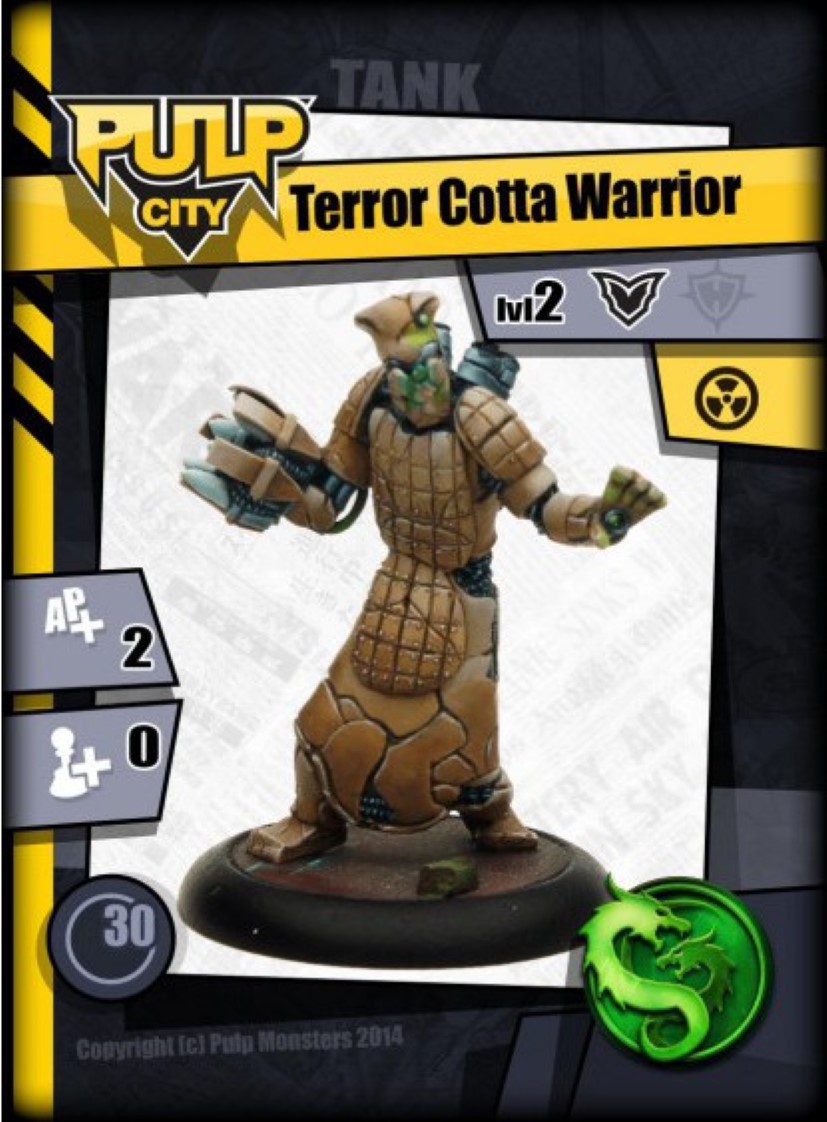 TANK
PULP
CITY
Terror Cotta Warrior
lvl2
AP+
2
+ 0
30
Copyright (c) Pulp Monsters 2014